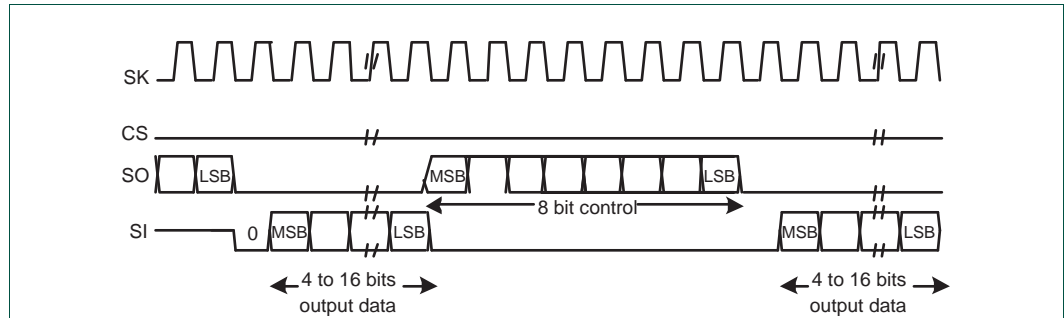 SK
CS
SO LSB MSB LSB
8 bit control
SI 0 MSB LSB MSB LSB
4 to 16 bits 4 to 16 bits
output data output data